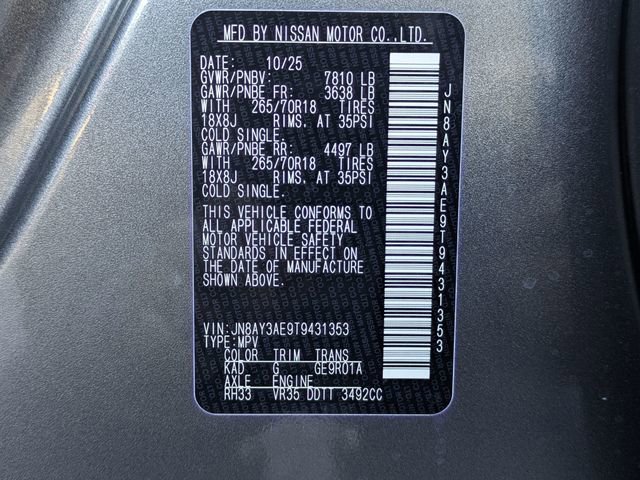 MFD BY NISSAN MOTOR CO.,LTD.
DATE: 10/25
GVWR/PNBV: 7810 LB
GAWR/PNBE FR: 3638 LB
WITH 265/70R18 TIRES
18X8J RIMS, AT 35PSI
COLD SINGLE.
GAWR/PNBE RR: 4497 LB
WITH 265/70R18 TIRES
18X8J RIMS, AT 35PSI
COLD SINGLE.
THIS VEHICLE CONFORMS TO
ALL APPLICABLE FEDERAL
MOTOR VEHICLE SAFETY
STANDARDS IN EFFECT ON
THE DATE OF MANUFACTURE
SHOWN ABOVE.
VIN:JN8AY3AE9T9431353
TYPE:MPV
COLOR TRIM TRANS
KAD G GE9R01A
AXLE ENGINE
RH33 VR35 DDTT 3492CC
JN8AY3AE9T9431353